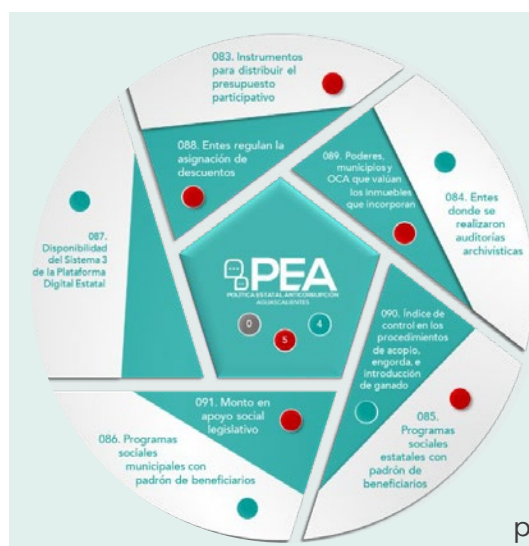 083. Instrumentos
para distribuir el
presupuesto
participativo
088. Entes regulan la
asignación de
descuentos
089. Poderes,
municipios y
OCA que valúan
los inmuebles
que incorporan
084. Entes
donde se
realizaron
auditorías
archivísticas
087.
Disponibilidad
del Sistema 3
de la Plataforma
Digital Estatal
PEA
POLÍTICA ESTATAL ANTICORRUPCIÓN
AGUASCALIENTES
0
5
4
090. Índice de
control en los
procedimientos
de acopio,
engorda, e
introducción
de ganado
091. Monto en
apoyo social
legislativo
086. Programas
sociales
municipales con
padrón de beneficiarios
085.
Programas
sociales
estatales con
padrón de
beneficiarios
p